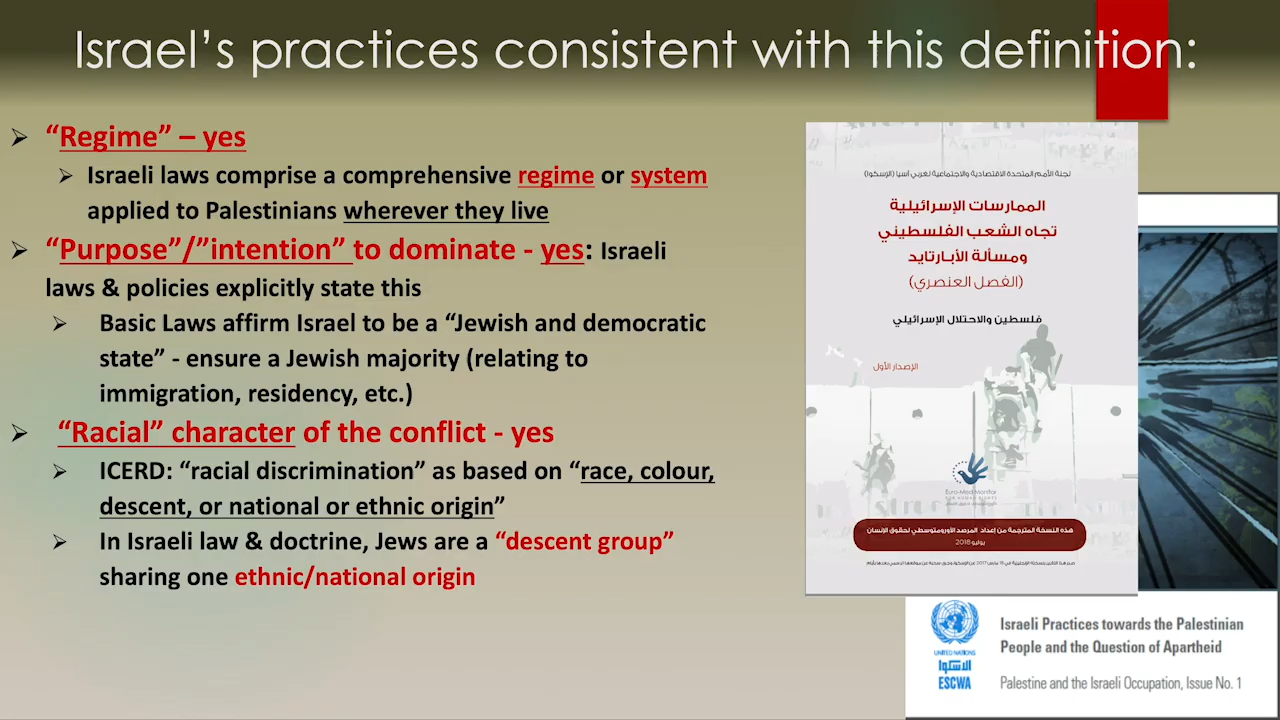 Israel’s practices consistent with this definition:
“Regime” – yes
Israeli laws comprise a comprehensive regime or system
applied to Palestinians wherever they live
“Purpose”/”intention” to dominate - yes: Israeli
laws & policies explicitly state this
Basic Laws affirm Israel to be a “Jewish and democratic
state” - ensure a Jewish majority (relating to
immigration, residency, etc.)
“Racial” character of the conflict - yes
ICERD: “racial discrimination” as based on “race, colour,
descent, or national or ethnic origin”
In Israeli law & doctrine, Jews are a “descent group”
sharing one ethnic/national origin
لجنة الأمم المتحدة الاقتصادية والاجتماعية لغربي آسيا (الإسكوا)
الممارسات الإسرائيلية
تجاه الشعب الفلسطيني
ومسألة الأبارتايد
(الفصل العنصري)
فلسطين والاحتلال الإسرائيلي
الإصدار الأول
Euro-Med Monitor
FOR HUMAN RIGHTS
هذه النسخة المترجمة من إعداد المرصد الأورومتوسطي لحقوق الإنسان
يوليو 2018
UNITED NATIONS
الإسكوا
ESCWA
Israeli Practices towards the Palestinian
People and the Question of Apartheid
Palestine and the Israeli Occupation, Issue No. 1